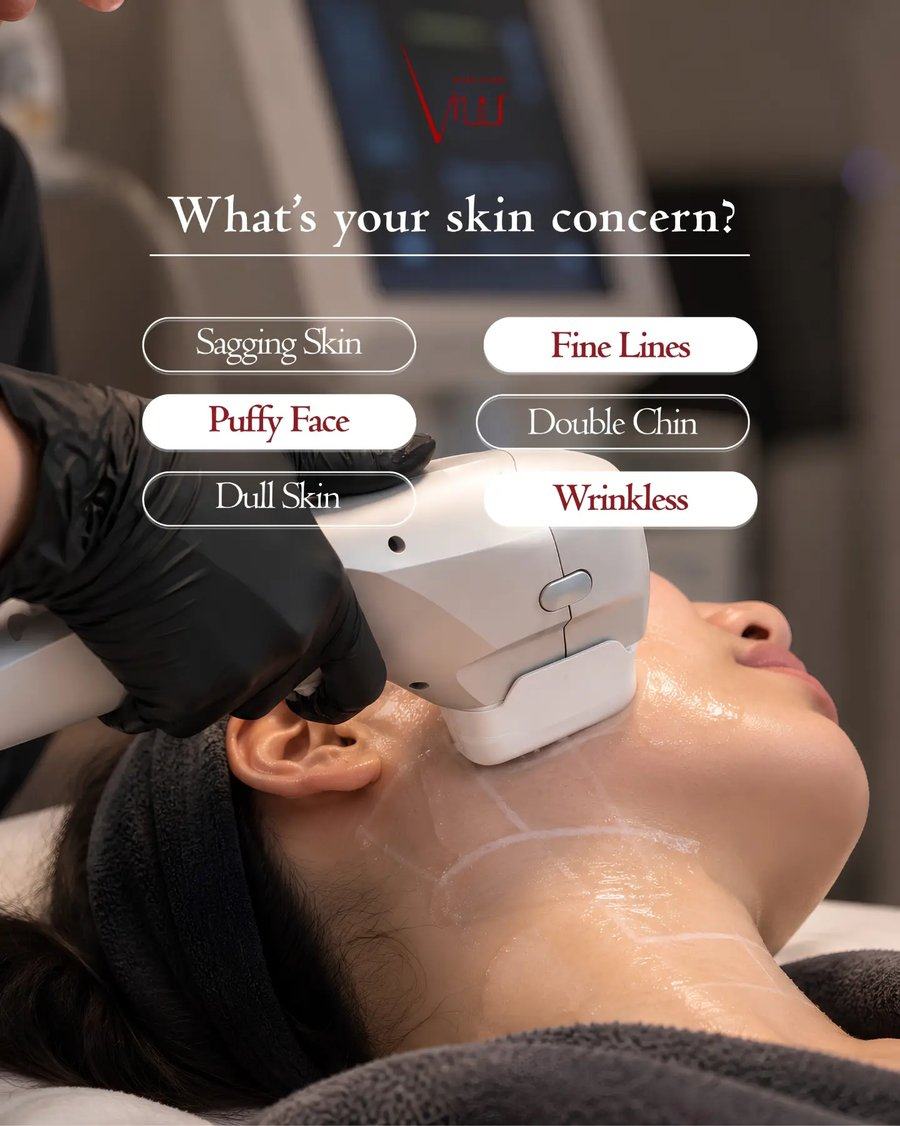 What's your skin concern?
Sagging Skin
Fine Lines
Puffy Face
Double Chin
Dull Skin
Wrinkless